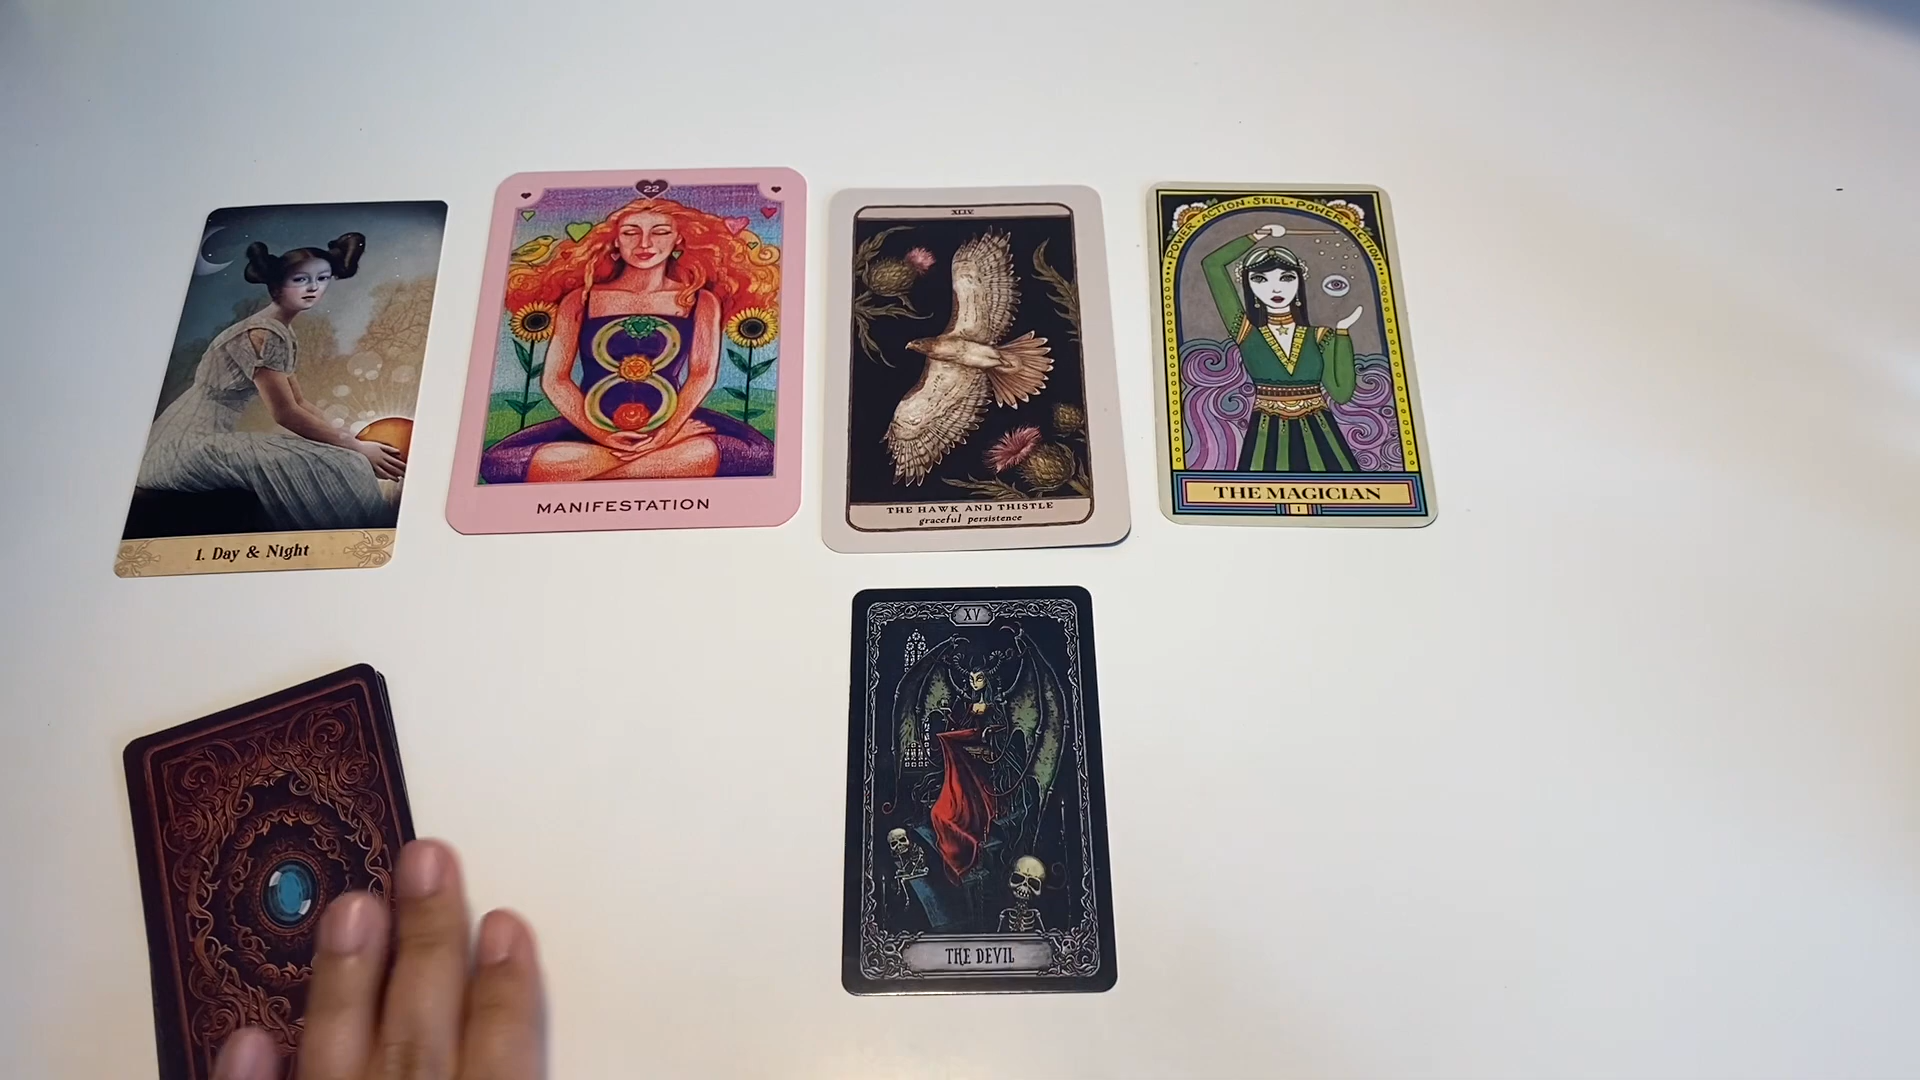 1. Day & Night
22
MANIFESTATION
XLIV
THE HAWK AND THISTLE
graceful persistence
POWER · ACTION · SKILL · POWER · ACTION
THE MAGICIAN
I
XV
THE DEVIL